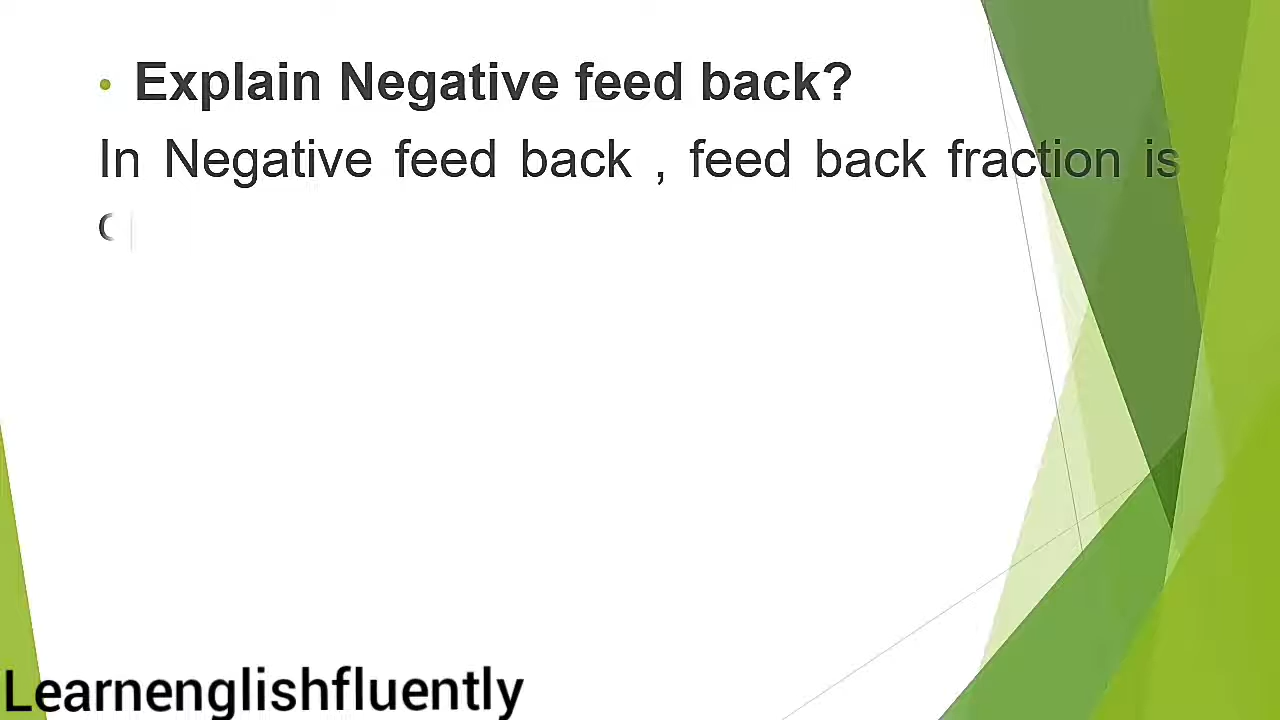 • Explain Negative feed back?
In Negative feed back , feed back fraction is
Learnenglishfluently